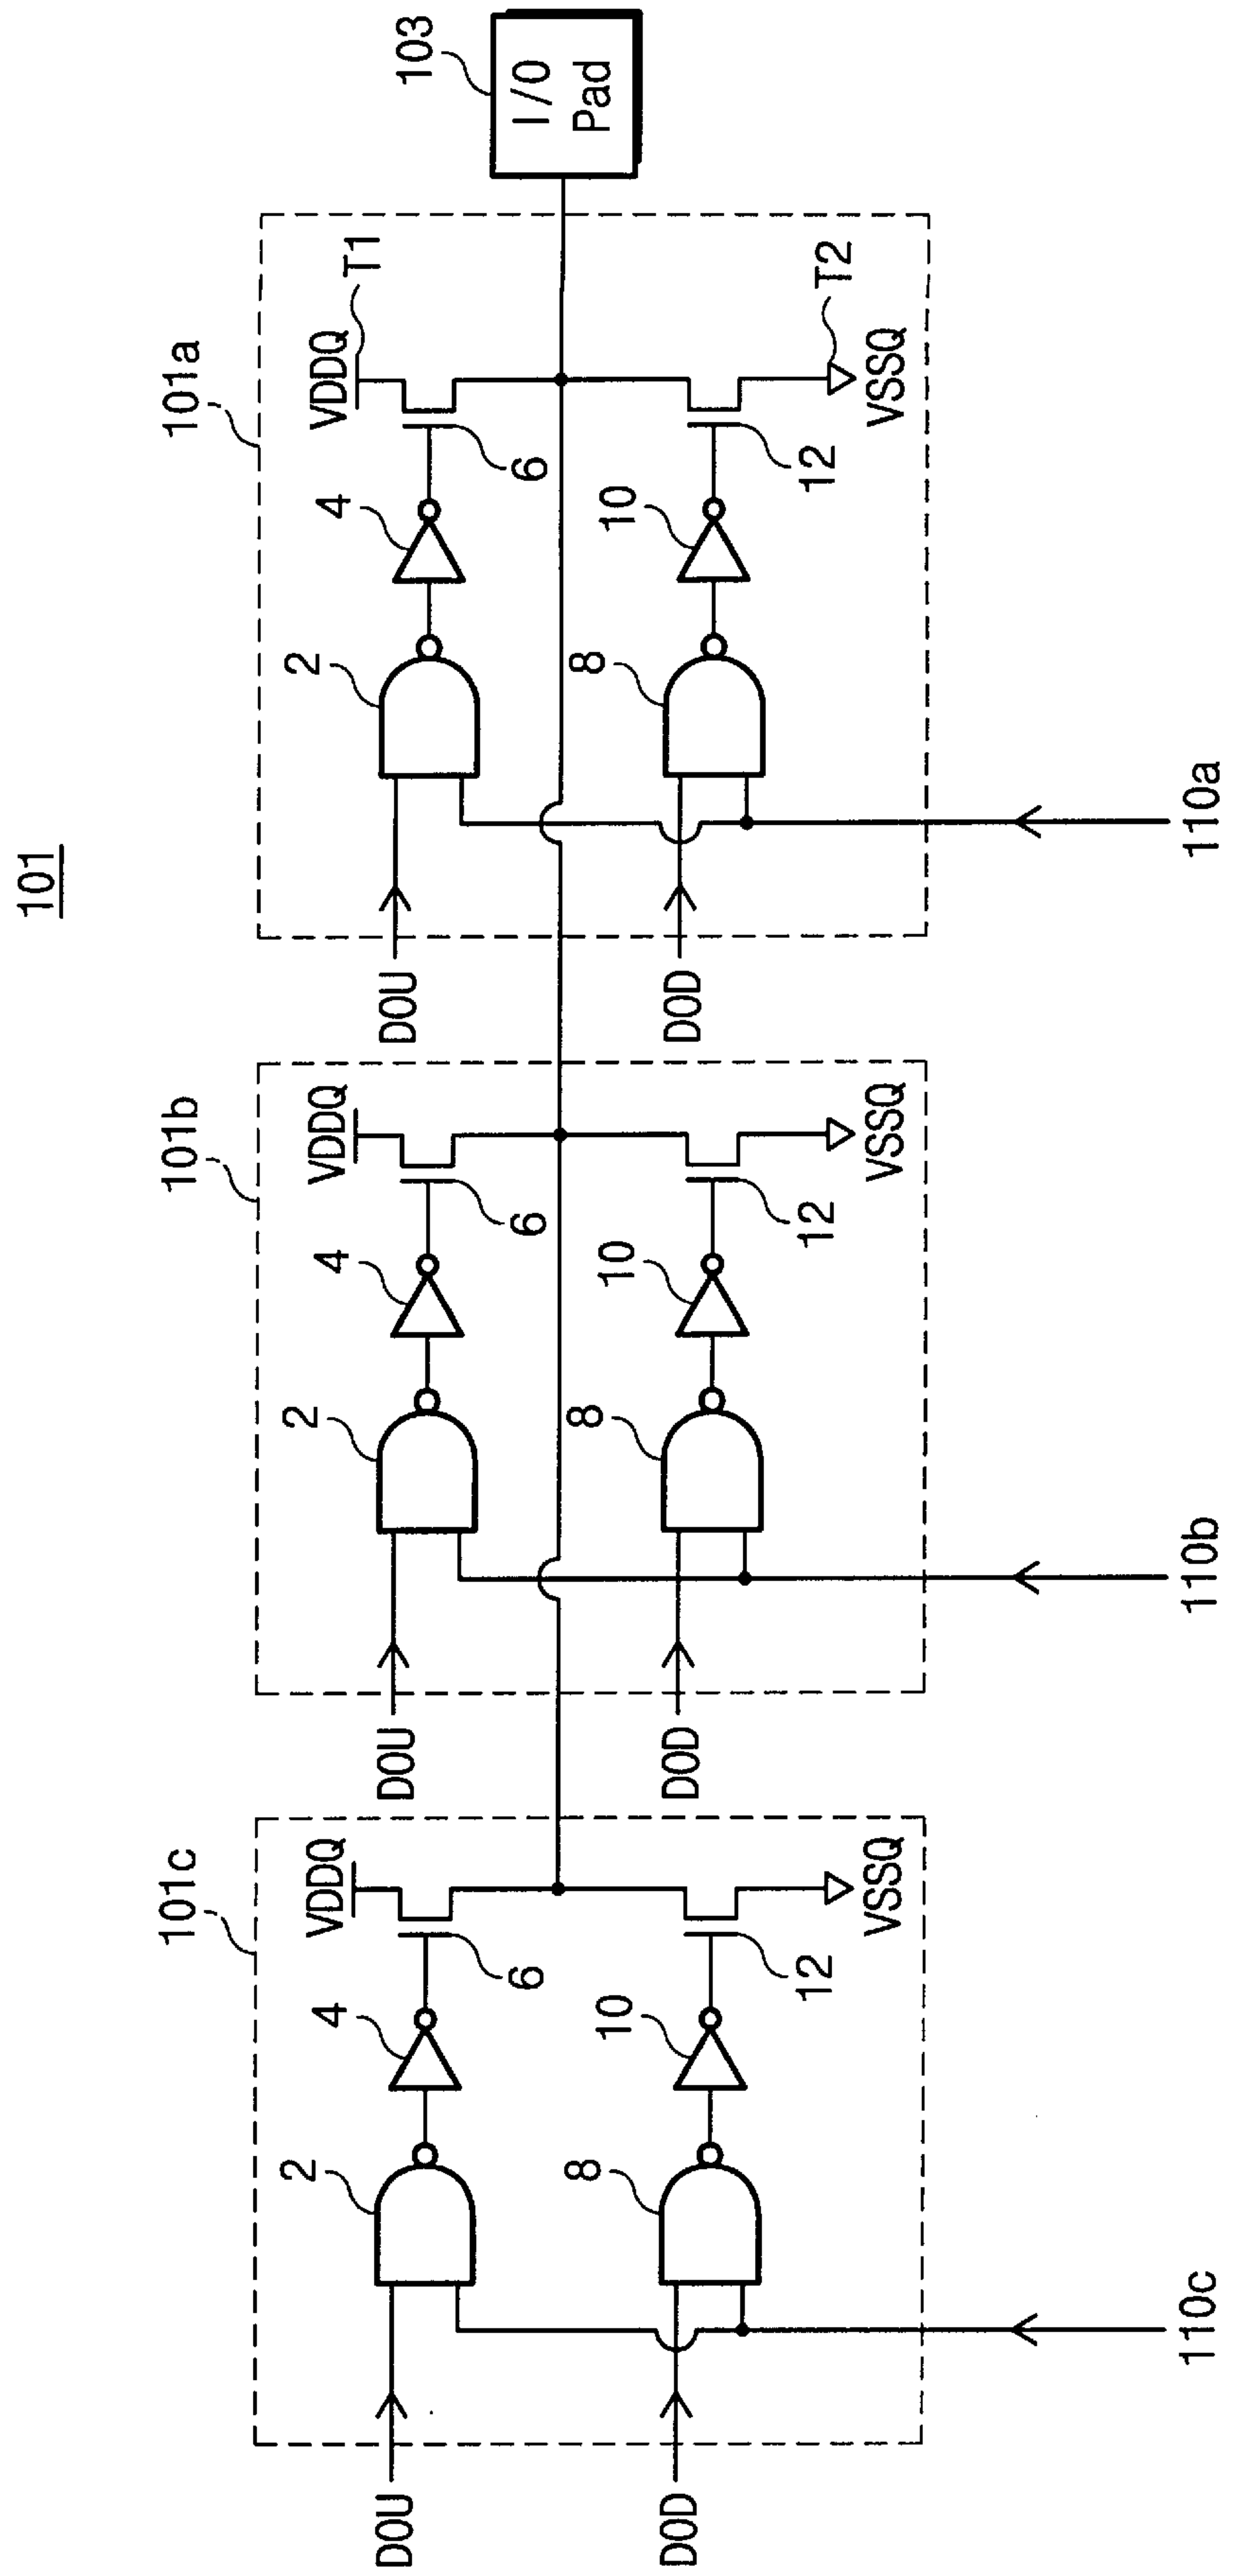 101
101c
101b
101a
103
I/O
Pad
VDDQ
VDDQ
VDDQ
T1
2
4
6
2
4
6
2
4
6
DOU
DOU
DOU
8
10
12
8
10
12
8
10
12
T2
DOD
DOD
DOD
VSSQ
VSSQ
VSSQ
110c
110b
110a